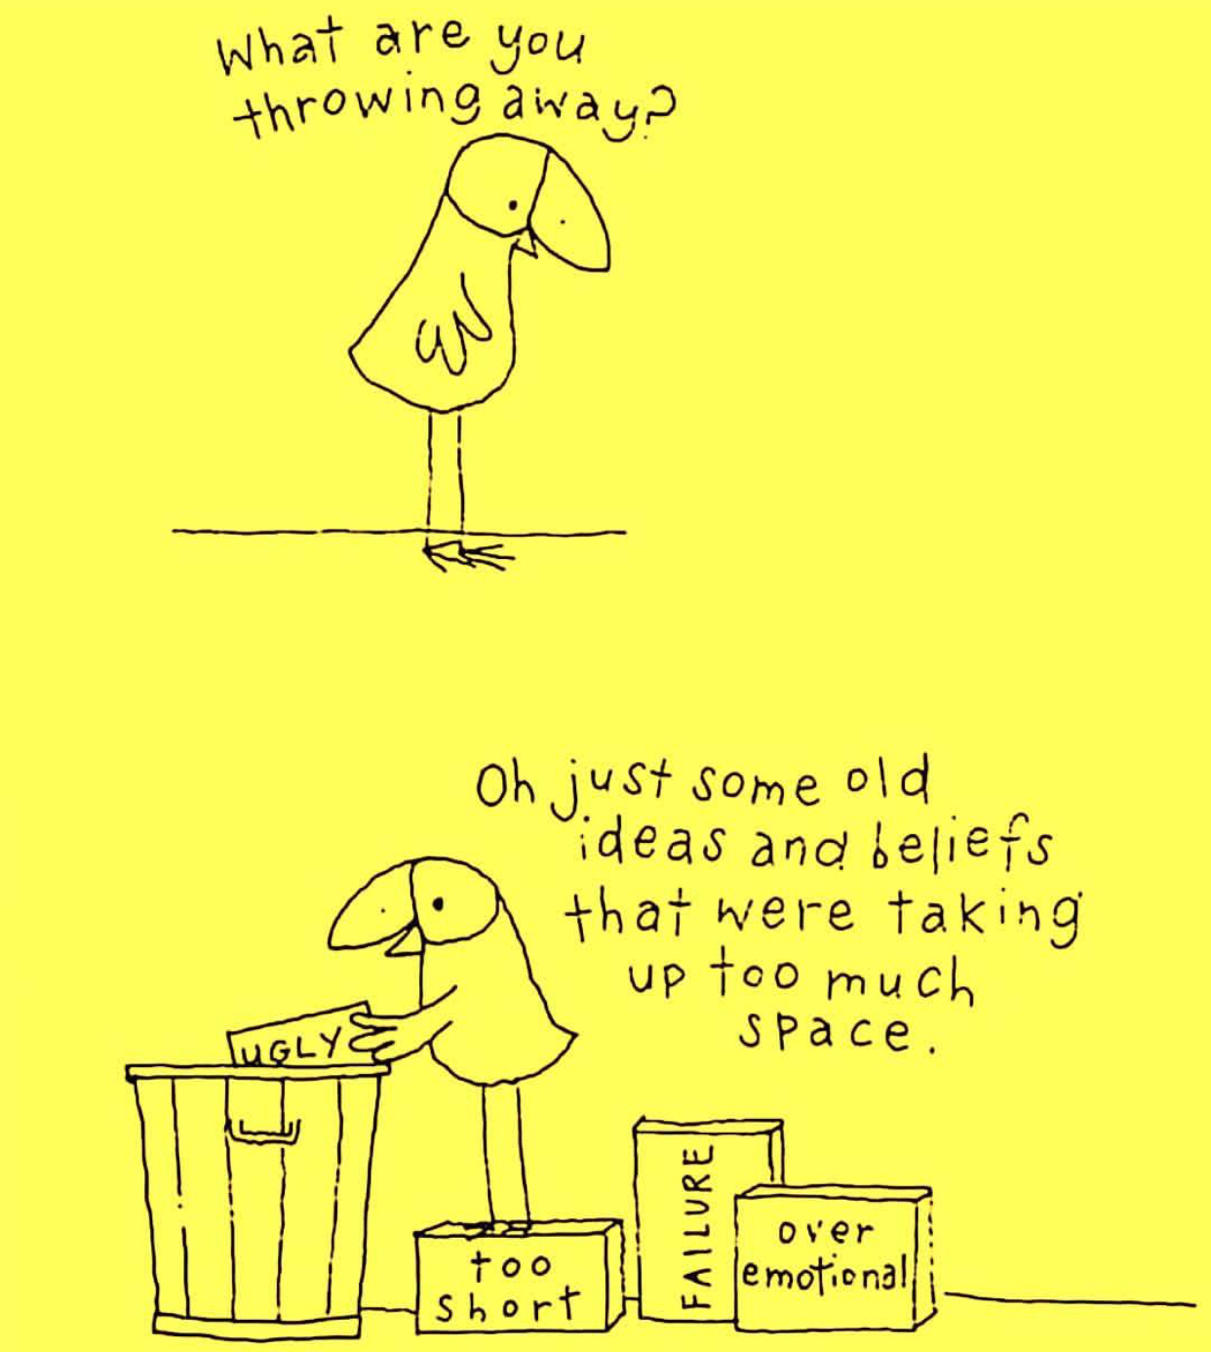 What are you
throwing away?
Oh just some old
ideas and beliefs
that were taking
up too much
space.
UGLY
too
short
FAILURE
over
emotional